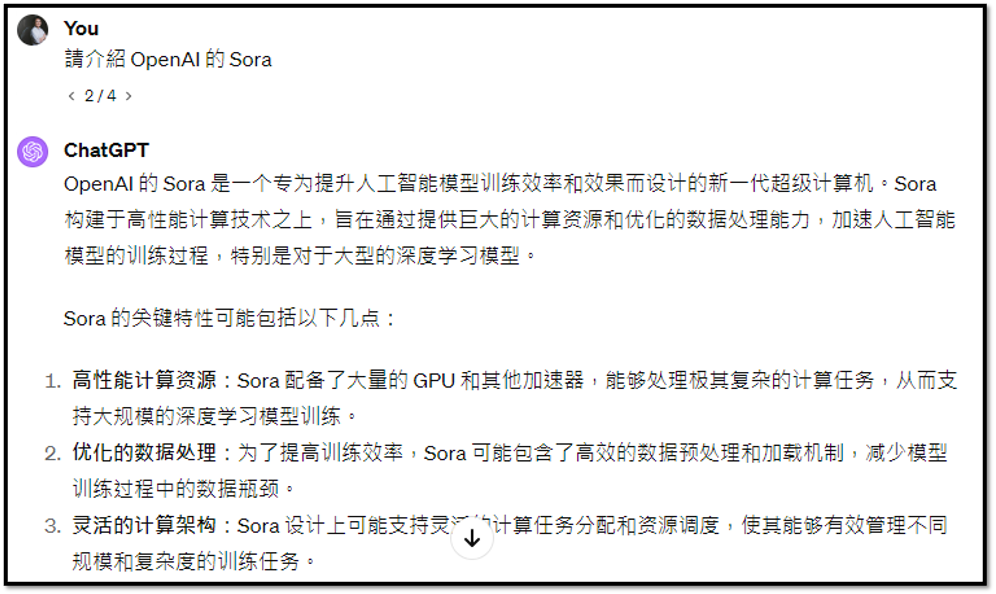 You
請介紹 OpenAI 的 Sora
< 2/4 >
ChatGPT
OpenAI 的 Sora 是一个专为提升人工智能模型训练效率和效果而设计的新一代超级计算机。Sora
构建于高性能计算技术之上，旨在通过提供巨大的计算资源和优化的数据处理能力，加速人工智能
模型的训练过程，特别是对于大型的深度学习模型。
Sora 的关键特性可能包括以下几点：
1. 高性能计算资源：Sora 配备了大量的 GPU 和其他加速器，能够处理极其复杂的计算任务，从而支
持大规模的深度学习模型训练。
2. 优化的数据处理：为了提高训练效率，Sora 可能包含了高效的数据预处理和加载机制，减少模型
训练过程中的数据瓶颈。
3. 灵活的计算架构：Sora 设计上可能支持灵活的计算任务分配和资源调度，使其能够有效管理不同
规模和复杂度的训练任务。